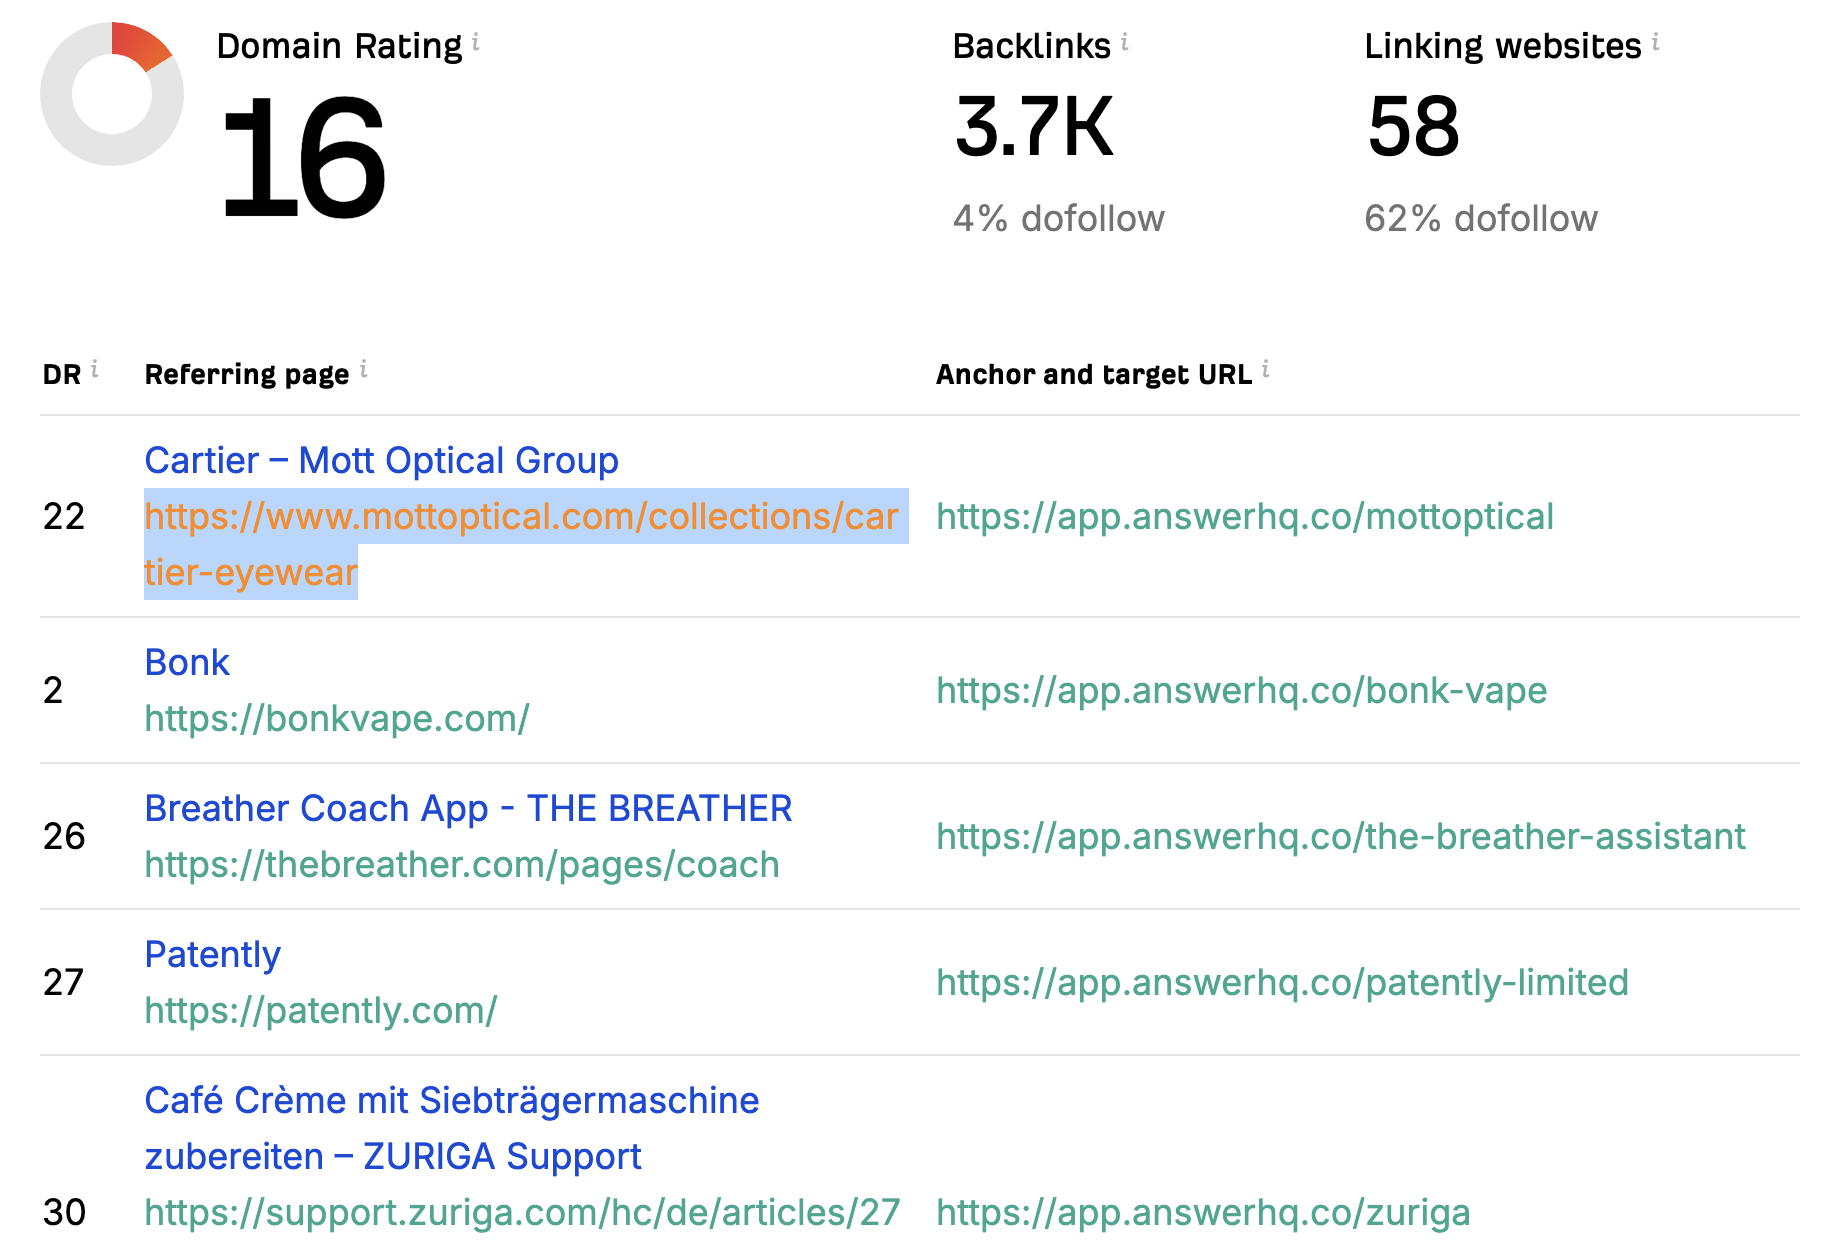 Domain Rating i
16
Backlinks i
3.7K
4% dofollow
Linking websites i
58
62% dofollow
DR i Referring page i Anchor and target URL i
Cartier – Mott Optical Group
22 https://www.mottoptical.com/collections/car https://app.answerhq.co/mottoptical
tier-eyewear
Bonk
2 https://app.answerhq.co/bonk-vape
https://bonkvape.com/
Breather Coach App - THE BREATHER
26 https://app.answerhq.co/the-breather-assistant
https://thebreather.com/pages/coach
Patently
27 https://app.answerhq.co/patently-limited
https://patently.com/
Café Crème mit Siebträgermaschine
zubereiten – ZURIGA Support
30 https://support.zuriga.com/hc/de/articles/27 https://app.answerhq.co/zuriga